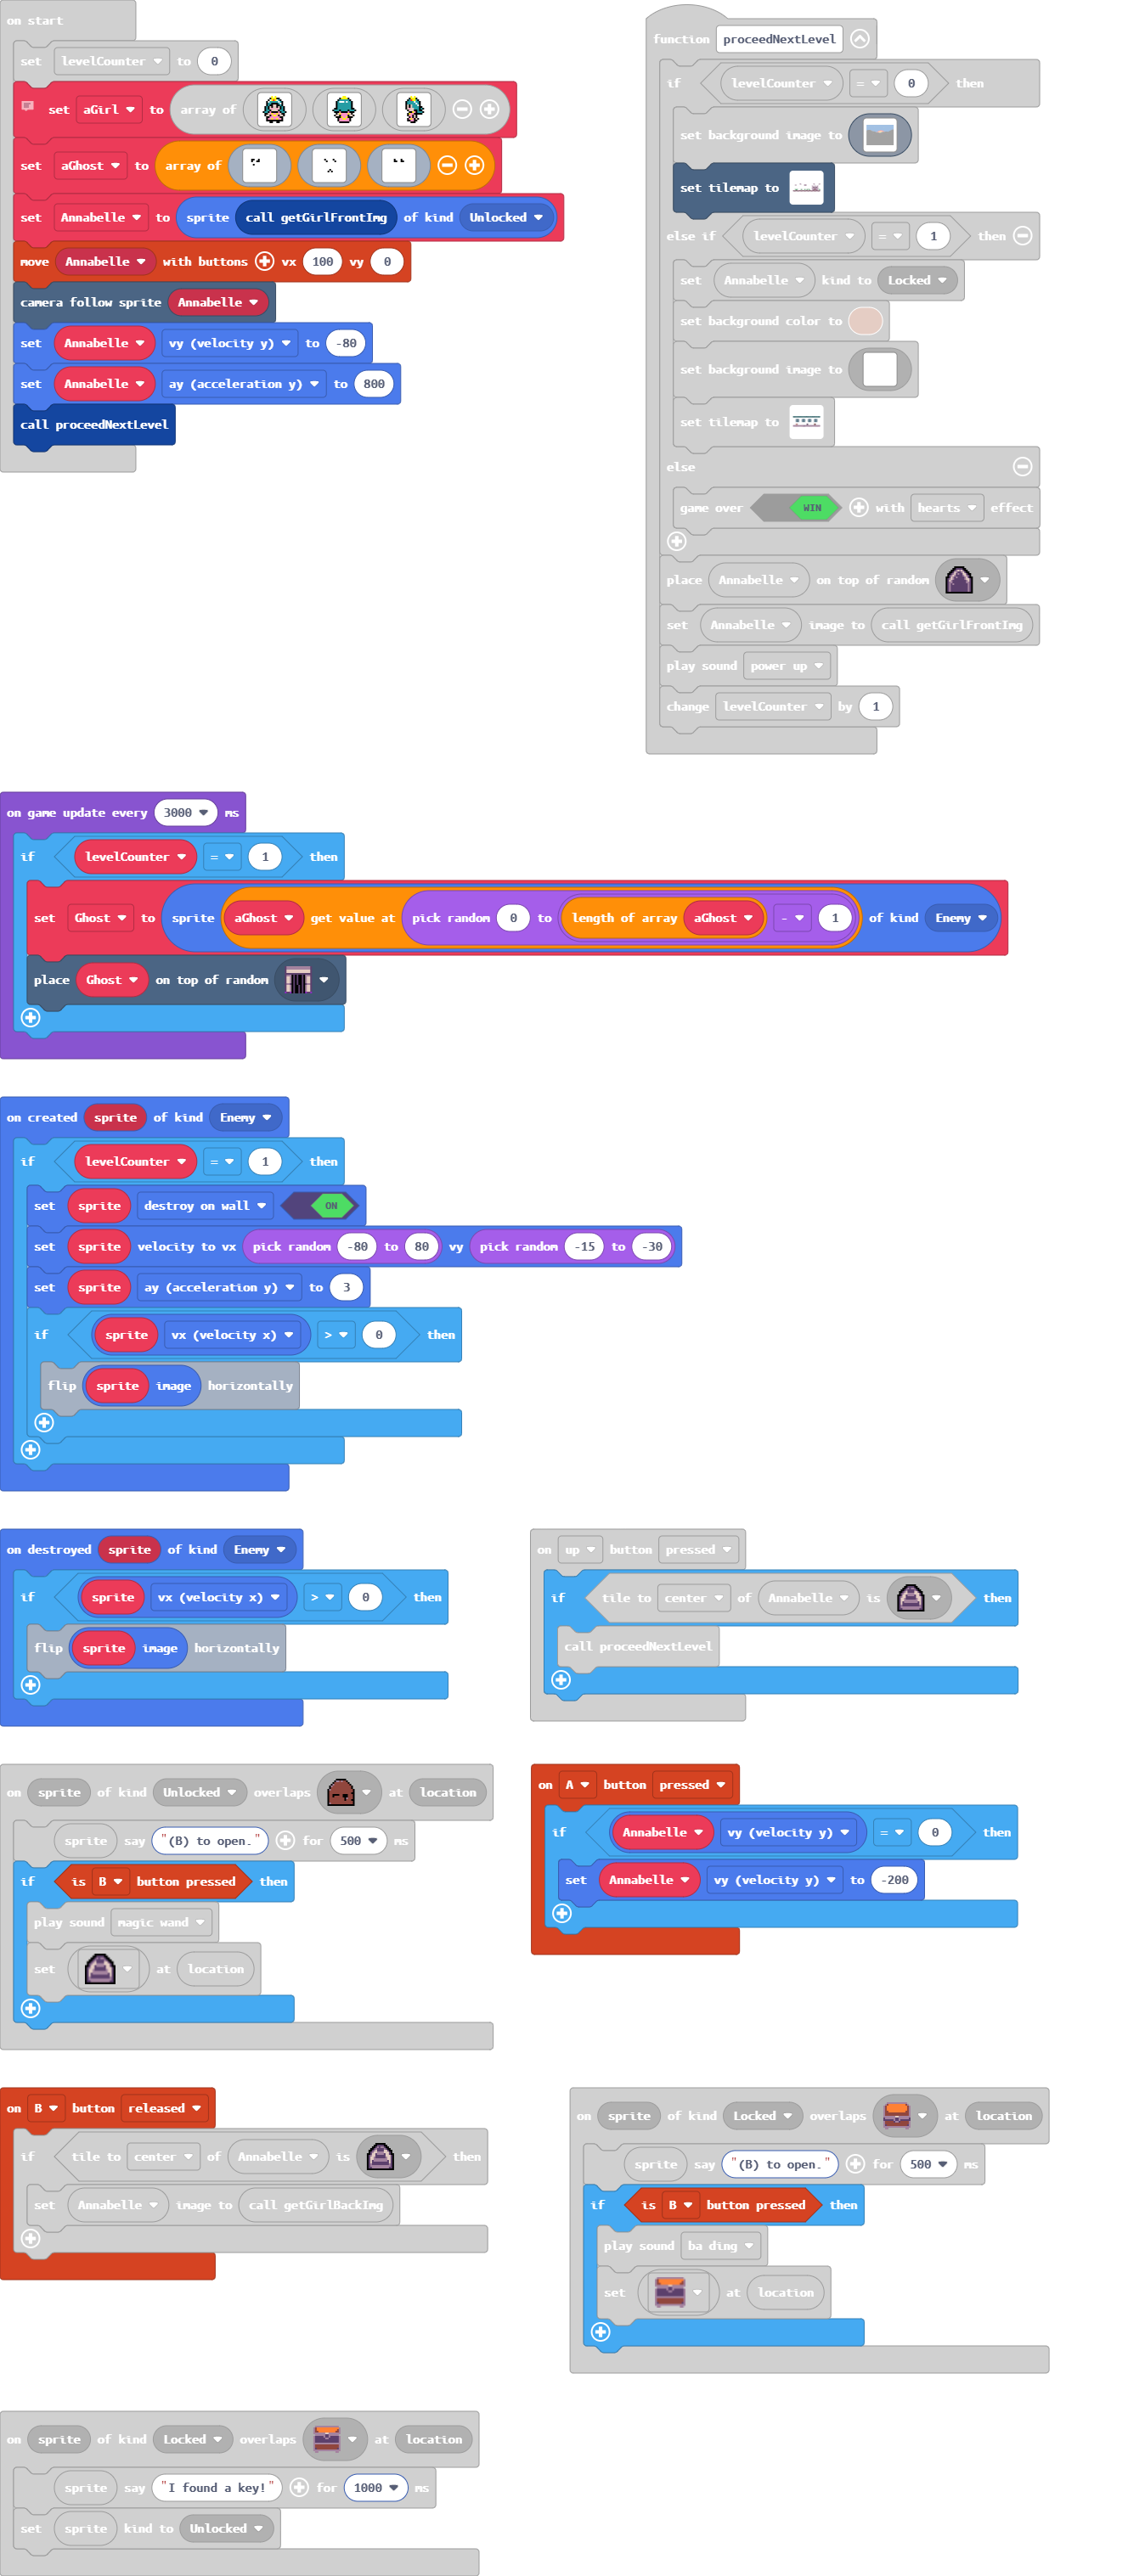 on start
set levelCounter to 0
set aGirl to array of
set aGhost to array of
set Annabelle to sprite call getGirlFrontImg of kind Unlocked
move Annabelle with buttons vx 100 vy 0
camera follow sprite Annabelle
set Annabelle vy (velocity y) to -80
set Annabelle ay (acceleration y) to 800
call proceedNextLevel
function proceedNextLevel
if levelCounter = 0 then
set background image to
set tilemap to
else if levelCounter = 1 then
set Annabelle kind to Locked
set background color to
set background image to
set tilemap to
else
game over WIN with hearts effect
place Annabelle on top of random
set Annabelle image to call getGirlFrontImg
play sound power up
change levelCounter by 1
on game update every 3000 ms
if levelCounter = 1 then
set Ghost to sprite aGhost get value at pick random 0 to length of array aGhost - 1 of kind Enemy
place Ghost on top of random
on created sprite of kind Enemy
if levelCounter = 1 then
set sprite destroy on wall ON
set sprite velocity to vx pick random -80 to 80 vy pick random -15 to -30
set sprite ay (acceleration y) to 3
if sprite vx (velocity x) > 0 then
flip sprite image horizontally
on destroyed sprite of kind Enemy
if sprite vx (velocity x) > 0 then
flip sprite image horizontally
on up button pressed
if tile to center of Annabelle is then
call proceedNextLevel
on sprite of kind Unlocked overlaps at location
sprite say "(B) to open." for 500 ms
if is B button pressed then
play sound magic wand
set at location
on A button pressed
if Annabelle vy (velocity y) = 0 then
set Annabelle vy (velocity y) to -200
on B button released
if tile to center of Annabelle is then
set Annabelle image to call getGirlBackImg
on sprite of kind Locked overlaps at location
sprite say "(B) to open." for 500 ms
if is B button pressed then
play sound ba ding
set at location
on sprite of kind Locked overlaps at location
sprite say "I found a key!" for 1000 ms
set sprite kind to Unlocked